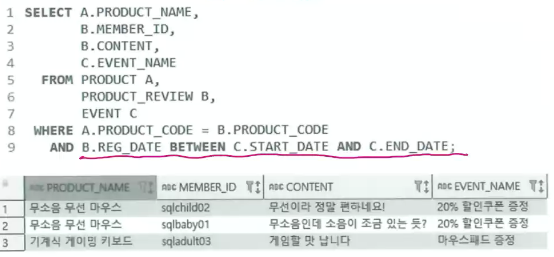 1 SELECT A.PRODUCT_NAME,
2 B.MEMBER_ID,
3 B.CONTENT,
4 C.EVENT_NAME
5 FROM PRODUCT A,
6 PRODUCT_REVIEW B,
7 EVENT C
8 WHERE A.PRODUCT_CODE = B.PRODUCT_CODE
9 AND B.REG_DATE BETWEEN C.START_DATE AND C.END_DATE;
ABC PRODUCT_NAME ABC MEMBER_ID ABC CONTENT ABC EVENT_NAME
1 무소음 무선 마우스 sqlchild02 무선이라 정말 편하네요! 20% 할인쿠폰 증정
2 무소음 무선 마우스 sqlbaby01 무소음인데 소음이 조금 있는 듯? 20% 할인쿠폰 증정
3 기계식 게이밍 키보드 sqladult03 게임할 맛 납니다 마우스패드 증정